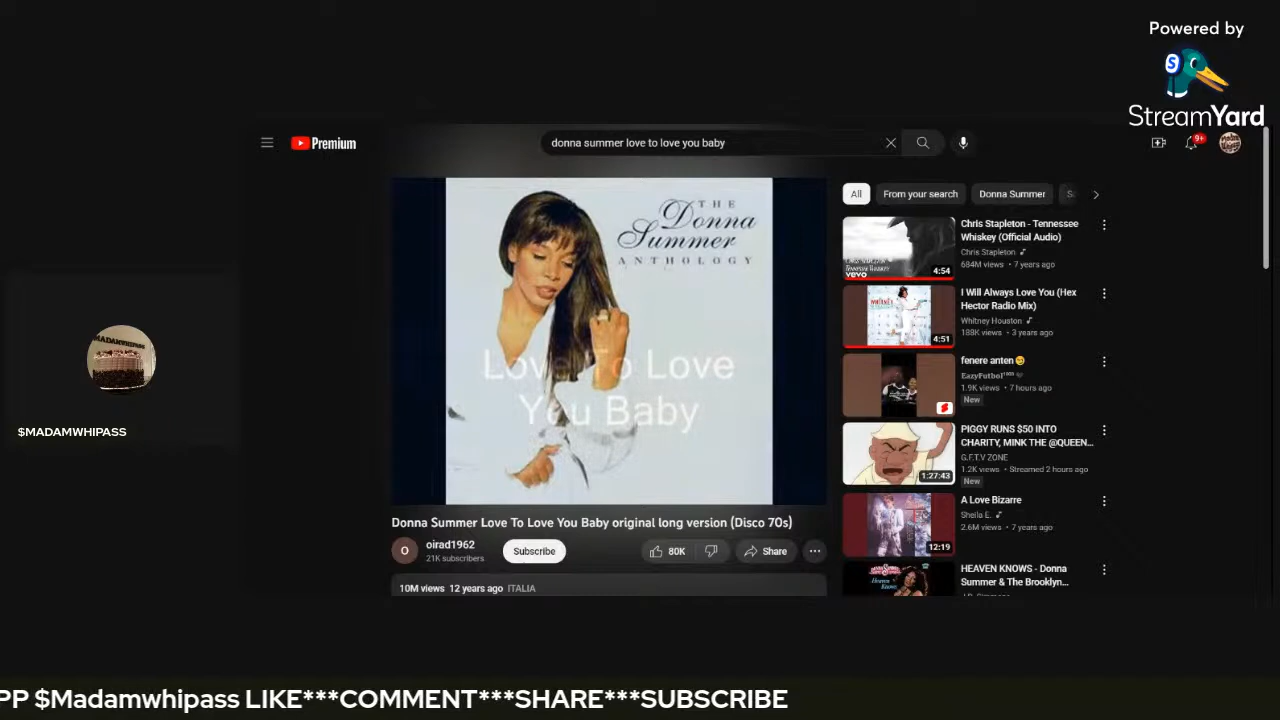 Powered by
StreamYard
Premium
donna summer love to love you baby
9+
THE
Donna
Summer
ANTHOLOGY
Love To Love
You Baby
Donna Summer Love To Love You Baby original long version (Disco 70s)
O
oirad1962
21K subscribers
Subscribe
80K
Share
10M views 12 years ago ITALIA
All
From your search
Donna Summer
Chris Stapleton - Tennessee
Whiskey (Official Audio)
Chris Stapleton
684M views • 7 years ago
vevo
4:54
I Will Always Love You (Hex
Hector Radio Mix)
Whitney Houston
188K views • 3 years ago
4:51
fenere anten
EazyFutbol
1.9K views • 7 hours ago
New
PIGGY RUNS $50 INTO
CHARITY, MINK THE @QUEEN...
G.F.T.V ZONE
1.2K views • Streamed 2 hours ago
New
1:27:43
A Love Bizarre
Sheila E.
2.6M views • 7 years ago
12:19
HEAVEN KNOWS - Donna
Summer & The Brooklyn...
MADAMWHIPASS
$MADAMWHIPASS
PP $Madamwhipass LIKE***COMMENT***SHARE***SUBSCRIBE